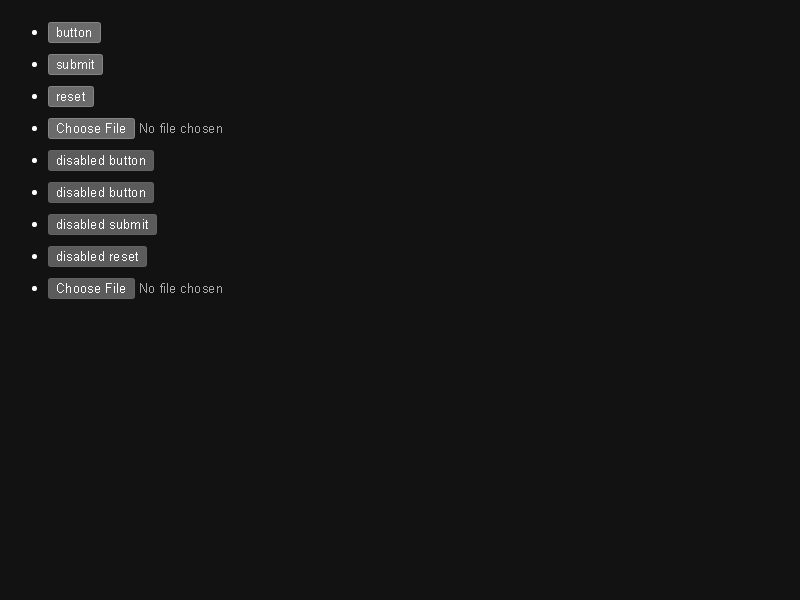 button
submit
reset
Choose File No file chosen
disabled button
disabled button
disabled submit
disabled reset
Choose File No file chosen